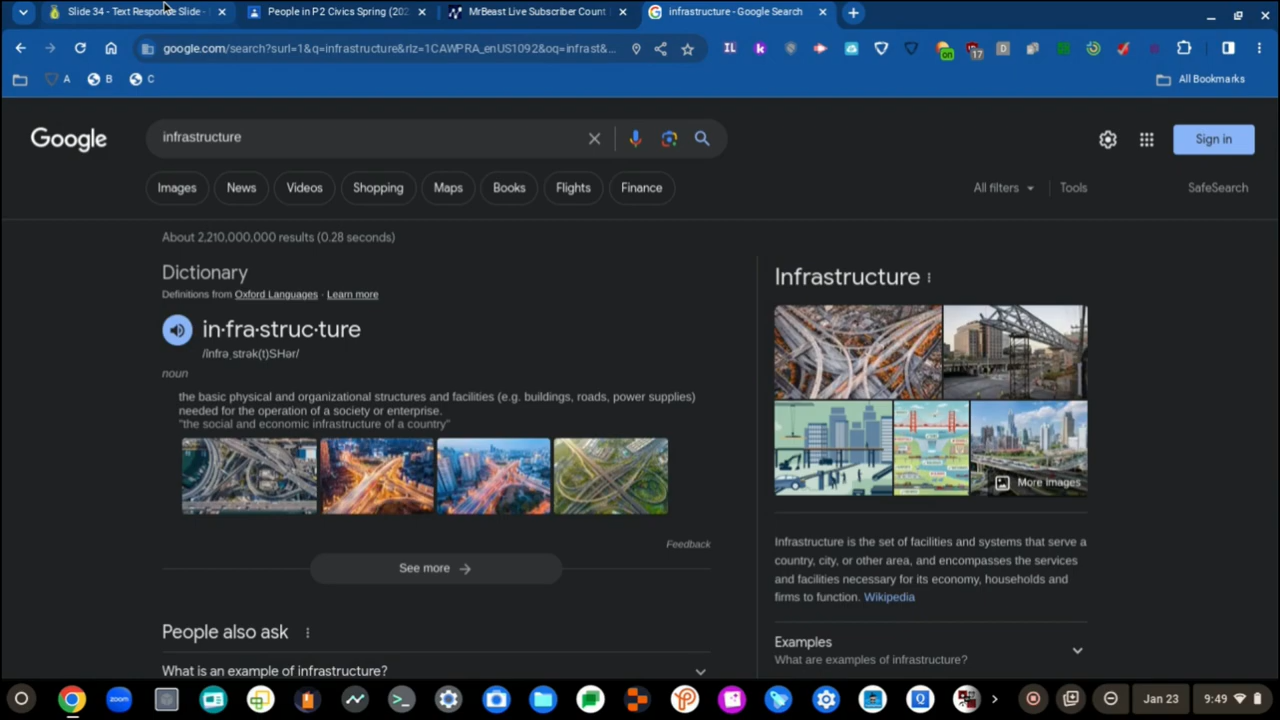 Slide 34 - Text Response Slide -
People in P2 Civics Spring (202
MrBeast Live Subscriber Count
infrastructure - Google Search
google.com/search?surl=1&q=infrastructure&rlz=1CAWPRA_enUS1092&oq=infrast&...
IL
k
on
17
D
A
B
C
All Bookmarks
Google
infrastructure
Sign in
Images
News
Videos
Shopping
Maps
Books
Flights
Finance
All filters
Tools
SafeSearch
About 2,210,000,000 results (0.28 seconds)
Dictionary
Definitions from Oxford Languages · Learn more
in·fra·struc·ture
/ˈinfrəˌstrək(t)SHər/
noun
the basic physical and organizational structures and facilities (e.g. buildings, roads, power supplies)
needed for the operation of a society or enterprise.
"the social and economic infrastructure of a country"
Feedback
See more
People also ask
What is an example of infrastructure?
Infrastructure
More images
Infrastructure is the set of facilities and systems that serve a
country, city, or other area, and encompasses the services
and facilities necessary for its economy, households and
firms to function. Wikipedia
Examples
What are examples of infrastructure?
zoom
Jan 23
9:49